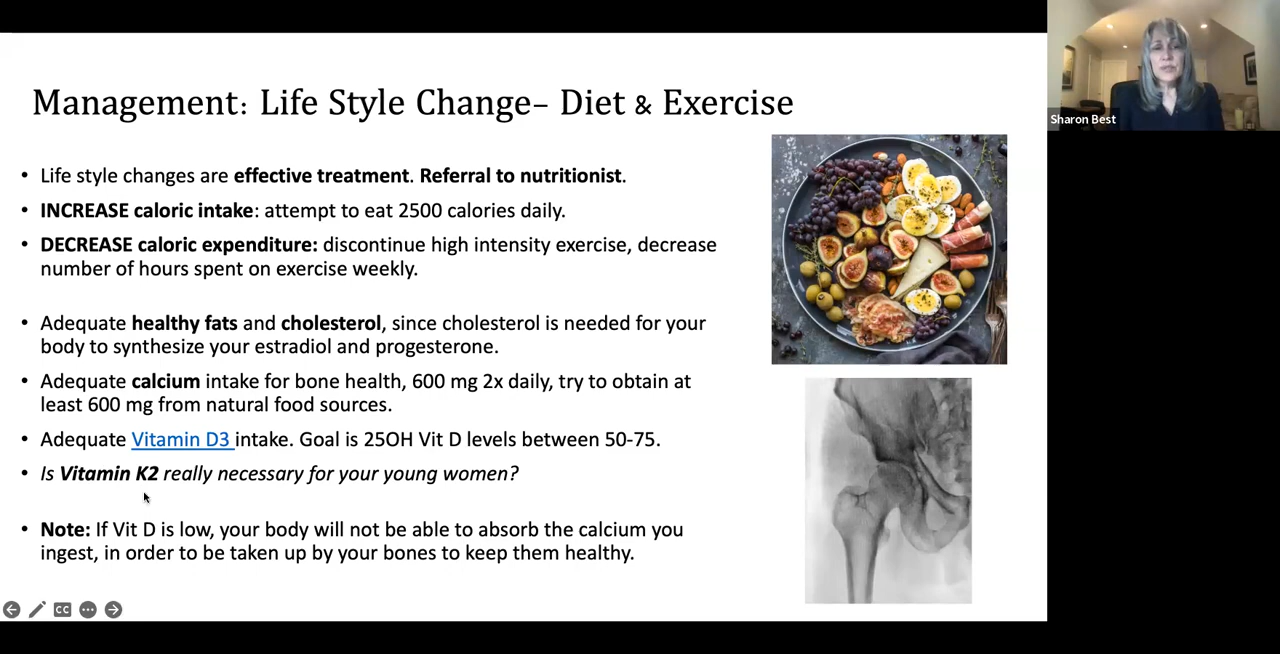 Management: Life Style Change– Diet & Exercise
• Life style changes are effective treatment. Referral to nutritionist.
• INCREASE caloric intake: attempt to eat 2500 calories daily.
• DECREASE caloric expenditure: discontinue high intensity exercise, decrease
number of hours spent on exercise weekly.
• Adequate healthy fats and cholesterol, since cholesterol is needed for your
body to synthesize your estradiol and progesterone.
• Adequate calcium intake for bone health, 600 mg 2x daily, try to obtain at
least 600 mg from natural food sources.
• Adequate Vitamin D3 intake. Goal is 25OH Vit D levels between 50-75.
• Is Vitamin K2 really necessary for your young women?
• Note: If Vit D is low, your body will not be able to absorb the calcium you
ingest, in order to be taken up by your bones to keep them healthy.
CC
Sharon Best